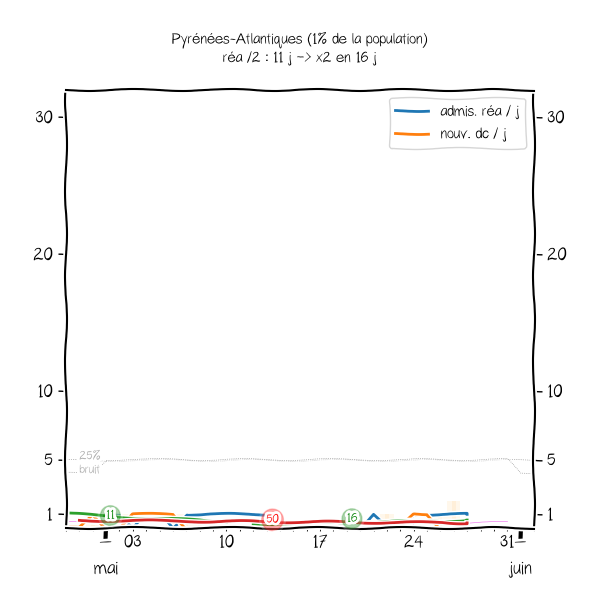 Pyrénées-Atlantiques (1% de la population)
réa /2 : 11 j -> x2 en 16 j
admis. réa / j
nouv. dc / j
30
30
20
20
10
10
5
25%
5
bruit
1
11
50
16
1
03
10
17
24
31
mai
juin